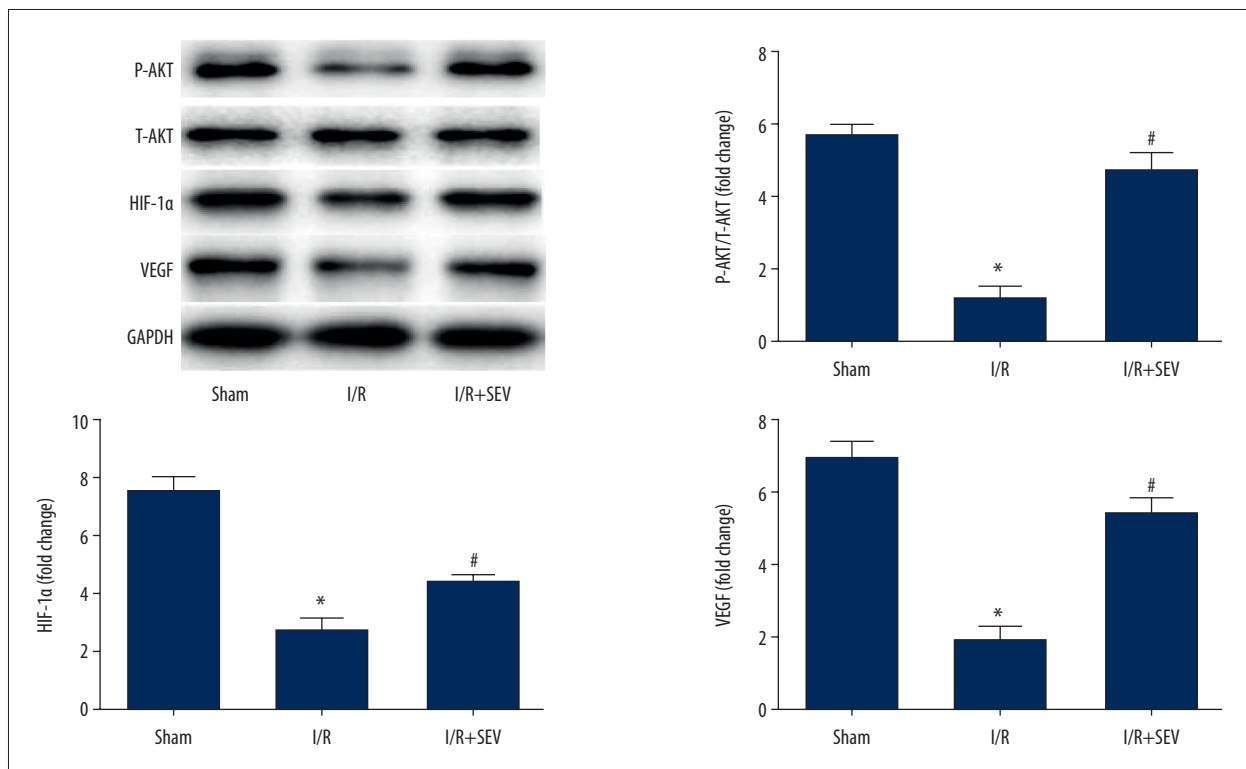 P-AKT
T-AKT
HIF-1α
VEGF
GAPDH
Sham I/R I/R+SEV
P-AKT/T-AKT (fold change)
8
6
4
2
0
*
#
Sham I/R I/R+SEV
HIF-1α (fold change)
10
8
6
4
2
0
*
#
Sham I/R I/R+SEV
VEGF (fold change)
8
6
4
2
0
*
#
Sham I/R I/R+SEV